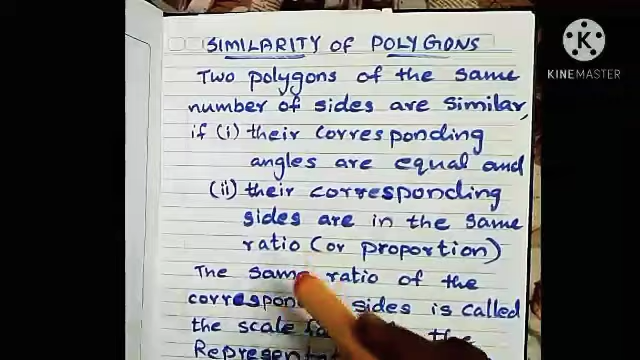 SIMILARITY of POLYGONS
Two polygons of the same
number of sides are similar,
if (i) their corresponding
angles are equal and
(ii) their corresponding
sides are in the same
ratio (or proportion)
The same ratio of the
sides is called
the scale the
K
KINEMASTER